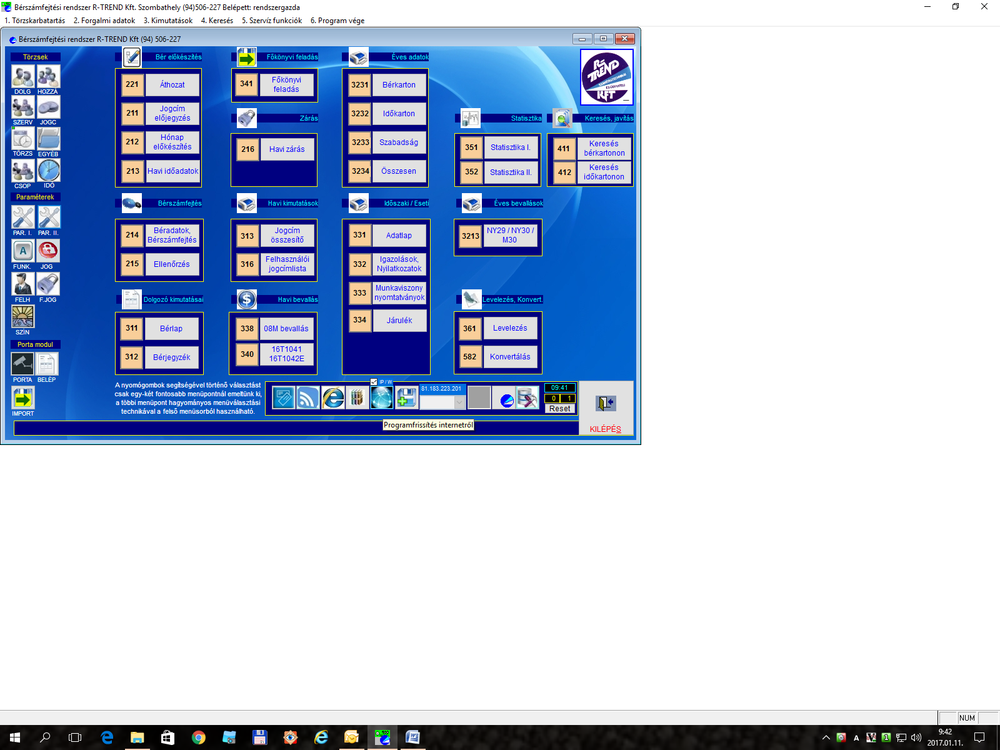 Bérszámfejtési rendszer R-TREND Kft. Szombathely (94)506-227 Belépett: rendszergazda
1. Törzskarbatartás 2. Forgalmi adatok 3. Kimutatások 4. Keresés 5. Szervíz funkciók 6. Program vége
Bérszámfejtési rendszer R-TREND Kft (94) 506-227
Törzsek
DOLG HOZZÁ
SZERV JOGC
TÖRZS EGYÉB
CSOP IDŐ
Paraméterek
PAR. I. PAR. II.
A
FUNK. JOG
FELH F.JOG
SZÍN
Porta modul
PORTA BELÉP
IMPORT
Bér előkészítés
221 Áthozat
211 Jogcím
előjegyzés
212 Hónap
előkészítés
213 Havi időadatok
Főkönyvi feladás
341 Főkönyvi
feladás
Zárás
216 Havi zárás
Éves adatok
3231 Bérkarton
3232 Időkarton
3233 Szabadság
3234 Összesen
Statisztika
351 Statisztika I.
352 Statisztika II.
Keresés, javítás
411 Keresés
bérkartonon
412 Keresés
időkartonon
R-
TREND
SZÁMÍTÁSTECHNIKAI
ÉS ÜGYVITELI
KFT
Bérszámfejtés
214 Béradatok,
Bérszámfejtés
215 Ellenőrzés
Havi kimutatások
313 Jogcím
összesítő
316 Felhasználói
jogcímlista
Időszaki / Eseti
331 Adatlap
332 Igazolások,
Nyilatkozatok
333 Munkaviszony
nyomtatványok
334 Járulék
Éves bevallások
3213 NY29 / NY30 /
M30
Dolgozó kimutatásai
311 Bérlap
312 Bérjegyzék
Havi bevallás
338 08M bevallás
340 16T1041
16T1042E
Levelezés, Konvert.
361 Levelezés
582 Konvertálás
A nyomógombok segítségével történő választást
csak egy-két fontosabb menüpontnál emeltünk ki,
a többi menüpont hagyományos menüválasztási
technikával a felső menüsorból használható.
IP / W
81.183.223.201
09:41
0 1
Reset
KILÉPÉS
Programfrissítés internetről
NUM
A
1
9:42
2017.01.11.